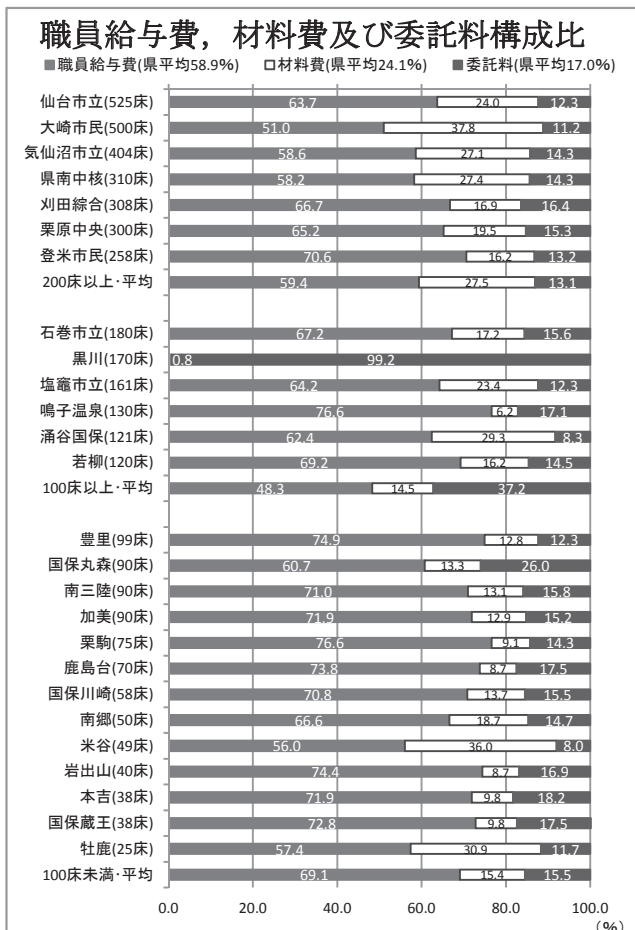 職員給与費，材料費及び委託料構成比
■職員給与費(県平均58.9%) □材料費(県平均24.1%) ■委託料(県平均17.0%)
仙台市立(525床) 63.7 24.0 12.3
大崎市民(500床) 51.0 37.8 11.2
気仙沼市立(404床) 58.6 27.1 14.3
県南中核(310床) 58.2 27.4 14.3
刈田綜合(308床) 66.7 16.9 16.4
栗原中央(300床) 65.2 19.5 15.3
登米市民(258床) 70.6 16.2 13.2
200床以上･平均 59.4 27.5 13.1
石巻市立(180床) 67.2 17.2 15.6
黒川(170床) 0.8 99.2
塩竈市立(161床) 64.2 23.4 12.3
鳴子温泉(130床) 76.6 6.2 17.1
涌谷国保(121床) 62.4 29.3 8.3
若柳(120床) 69.2 16.2 14.5
100床以上･平均 48.3 14.5 37.2
豊里(99床) 74.9 12.8 12.3
国保丸森(90床) 60.7 13.3 26.0
南三陸(90床) 71.0 13.1 15.8
加美(90床) 71.9 12.9 15.2
栗駒(75床) 76.6 9.1 14.3
鹿島台(70床) 73.8 8.7 17.5
国保川崎(58床) 70.8 13.7 15.5
南郷(50床) 66.6 18.7 14.7
米谷(49床) 56.0 36.0 8.0
岩出山(40床) 74.4 8.7 16.9
本吉(38床) 71.9 9.8 18.2
国保蔵王(38床) 72.8 9.8 17.5
牡鹿(25床) 57.4 30.9 11.7
100床未満･平均 69.1 15.4 15.5
0.0 20.0 40.0 60.0 80.0 100.0
(%)